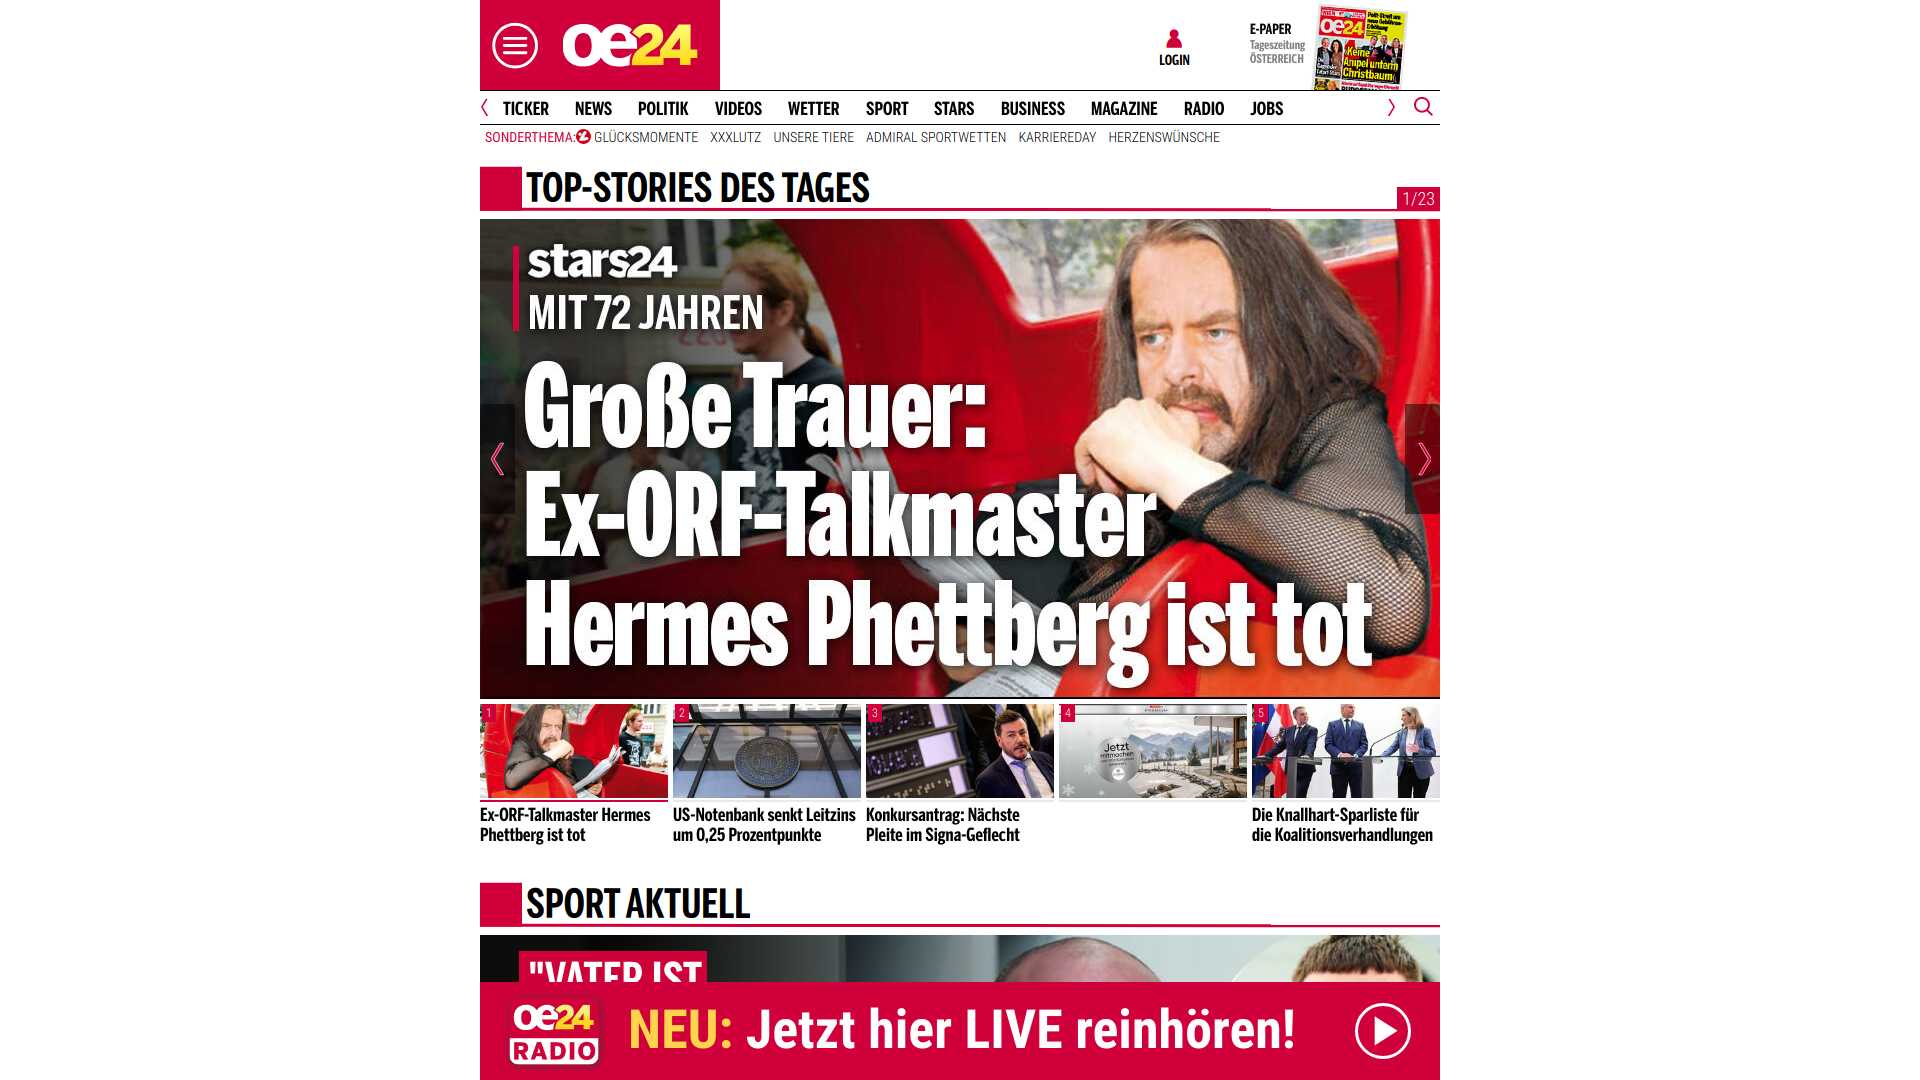 oe24
LOGIN
E-PAPER
Tageszeitung
ÖSTERREICH
oe24
Keine
Ampel unterm
Christbaum
TICKER NEWS POLITIK VIDEOS WETTER SPORT STARS BUSINESS MAGAZINE RADIO JOBS
SONDERTHEMA: GLÜCKSMOMENTE XXXLUTZ UNSERE TIERE ADMIRAL SPORTWETTEN KARRIEREDAY HERZENSWÜNSCHE
TOP-STORIES DES TAGES
1/23
stars24
MIT 72 JAHREN
Große Trauer:
Ex-ORF-Talkmaster
Hermes Phettberg ist tot
1
2
3
4
5
Jetzt
mitmachen
Ex-ORF-Talkmaster Hermes
Phettberg ist tot
US-Notenbank senkt Leitzins
um 0,25 Prozentpunkte
Konkursantrag: Nächste
Pleite im Signa-Geflecht
Die Knallhart-Sparliste für
die Koalitionsverhandlungen
SPORT AKTUELL
"VATER IST
oe24
RADIO
NEU: Jetzt hier LIVE reinhören!